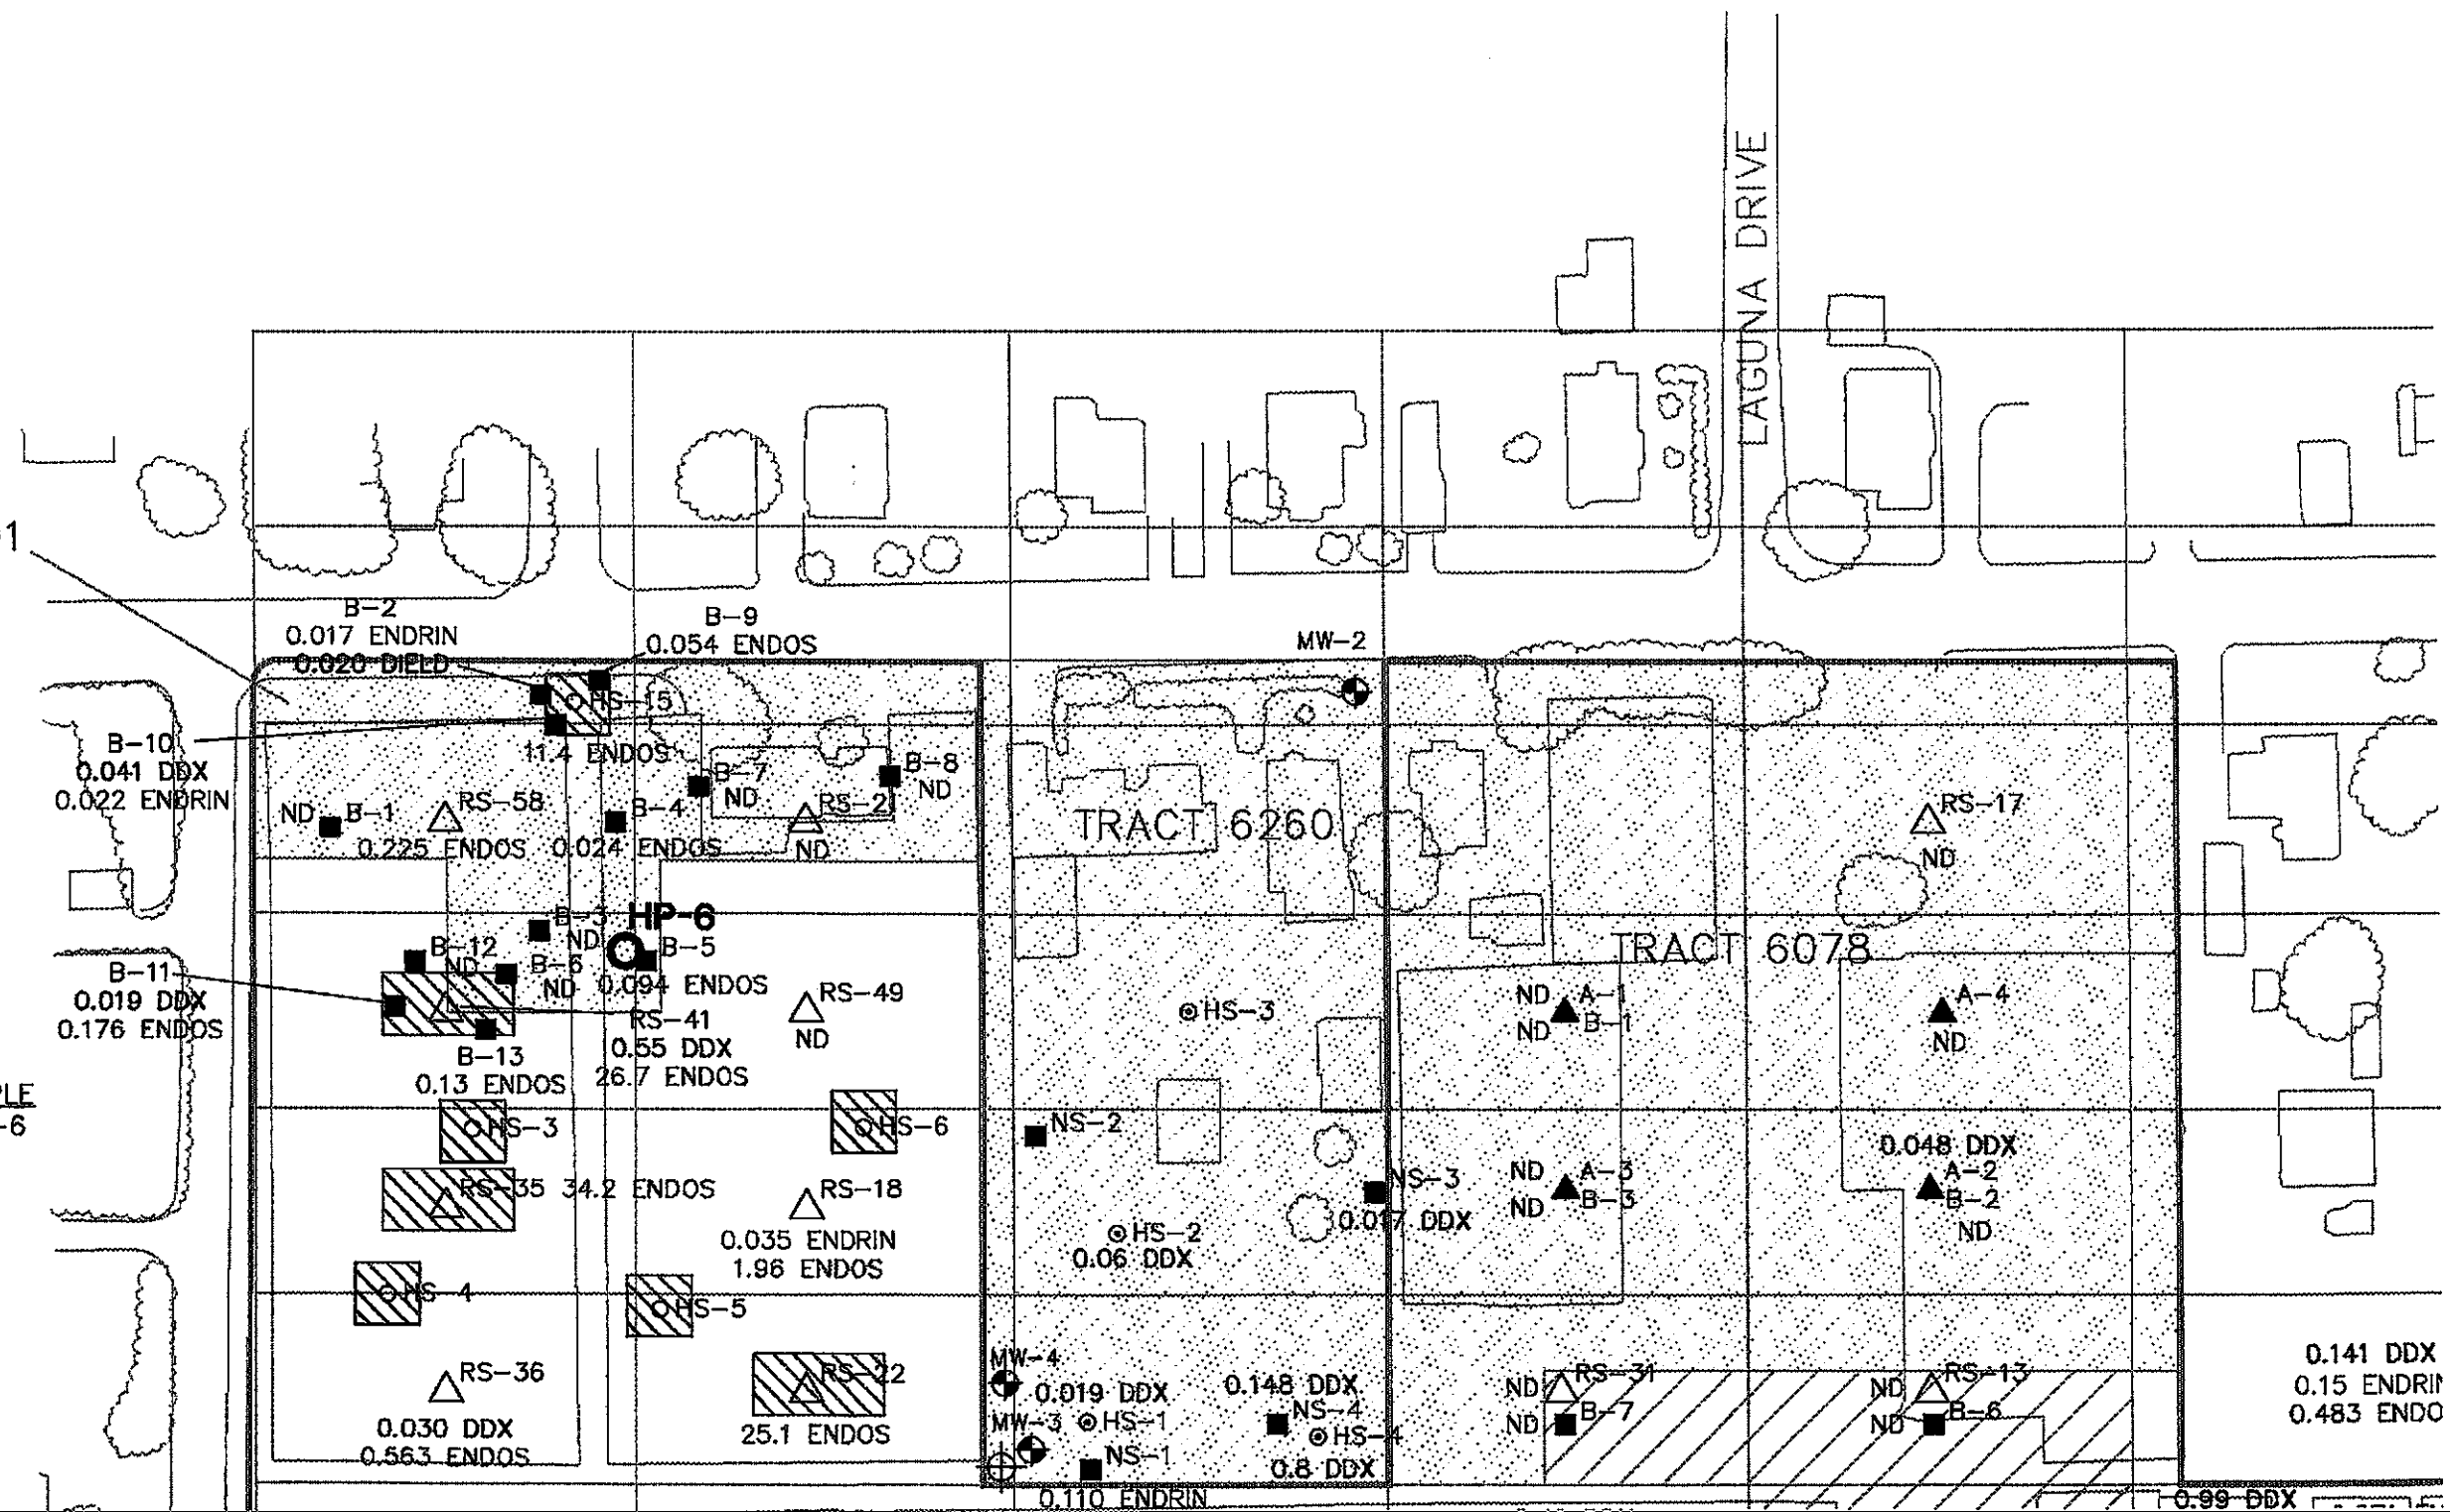 LAGUNA DRIVE
1
B-2
0.017 ENDRIN
0.020 DIELD
B-9
0.054 ENDOS
MW-2
HS-15
11.4 ENDOS
B-10
0.041 DDX
0.022 ENDRIN
ND B-1
RS-58
0.225 ENDOS
B-4
0.024 ENDOS
B-7
ND
B-8
ND
RS-2
ND
TRACT 6260
RS-17
ND
TRACT 6078
B-3
ND
HP-6
B-5
0.094 ENDOS
B-12
ND
B-6
ND
B-11
0.019 DDX
0.176 ENDOS
RS-41
0.55 DDX
26.7 ENDOS
B-13
0.13 ENDOS
RS-49
ND
HS-3
ND A-1
ND B-1
A-4
ND
PLE
-6
HS-3
HS-6
NS-2
RS-35 34.2 ENDOS
RS-18
0.035 ENDRIN
1.96 ENDOS
NS-3
0.017 DDX
HS-2
0.06 DDX
ND A-3
ND B-3
0.048 DDX
A-2
B-2
ND
HS-4
HS-5
RS-36
0.030 DDX
0.563 ENDOS
RS-22
25.1 ENDOS
MW-4
0.019 DDX
MW-3
HS-1
NS-1
0.110 ENDRIN
0.148 DDX
NS-4
HS-4
0.8 DDX
ND RS-31
ND B-7
ND RS-13
ND B-6
0.141 DDX
0.15 ENDRIN
0.483 ENDO
0.99 DDX